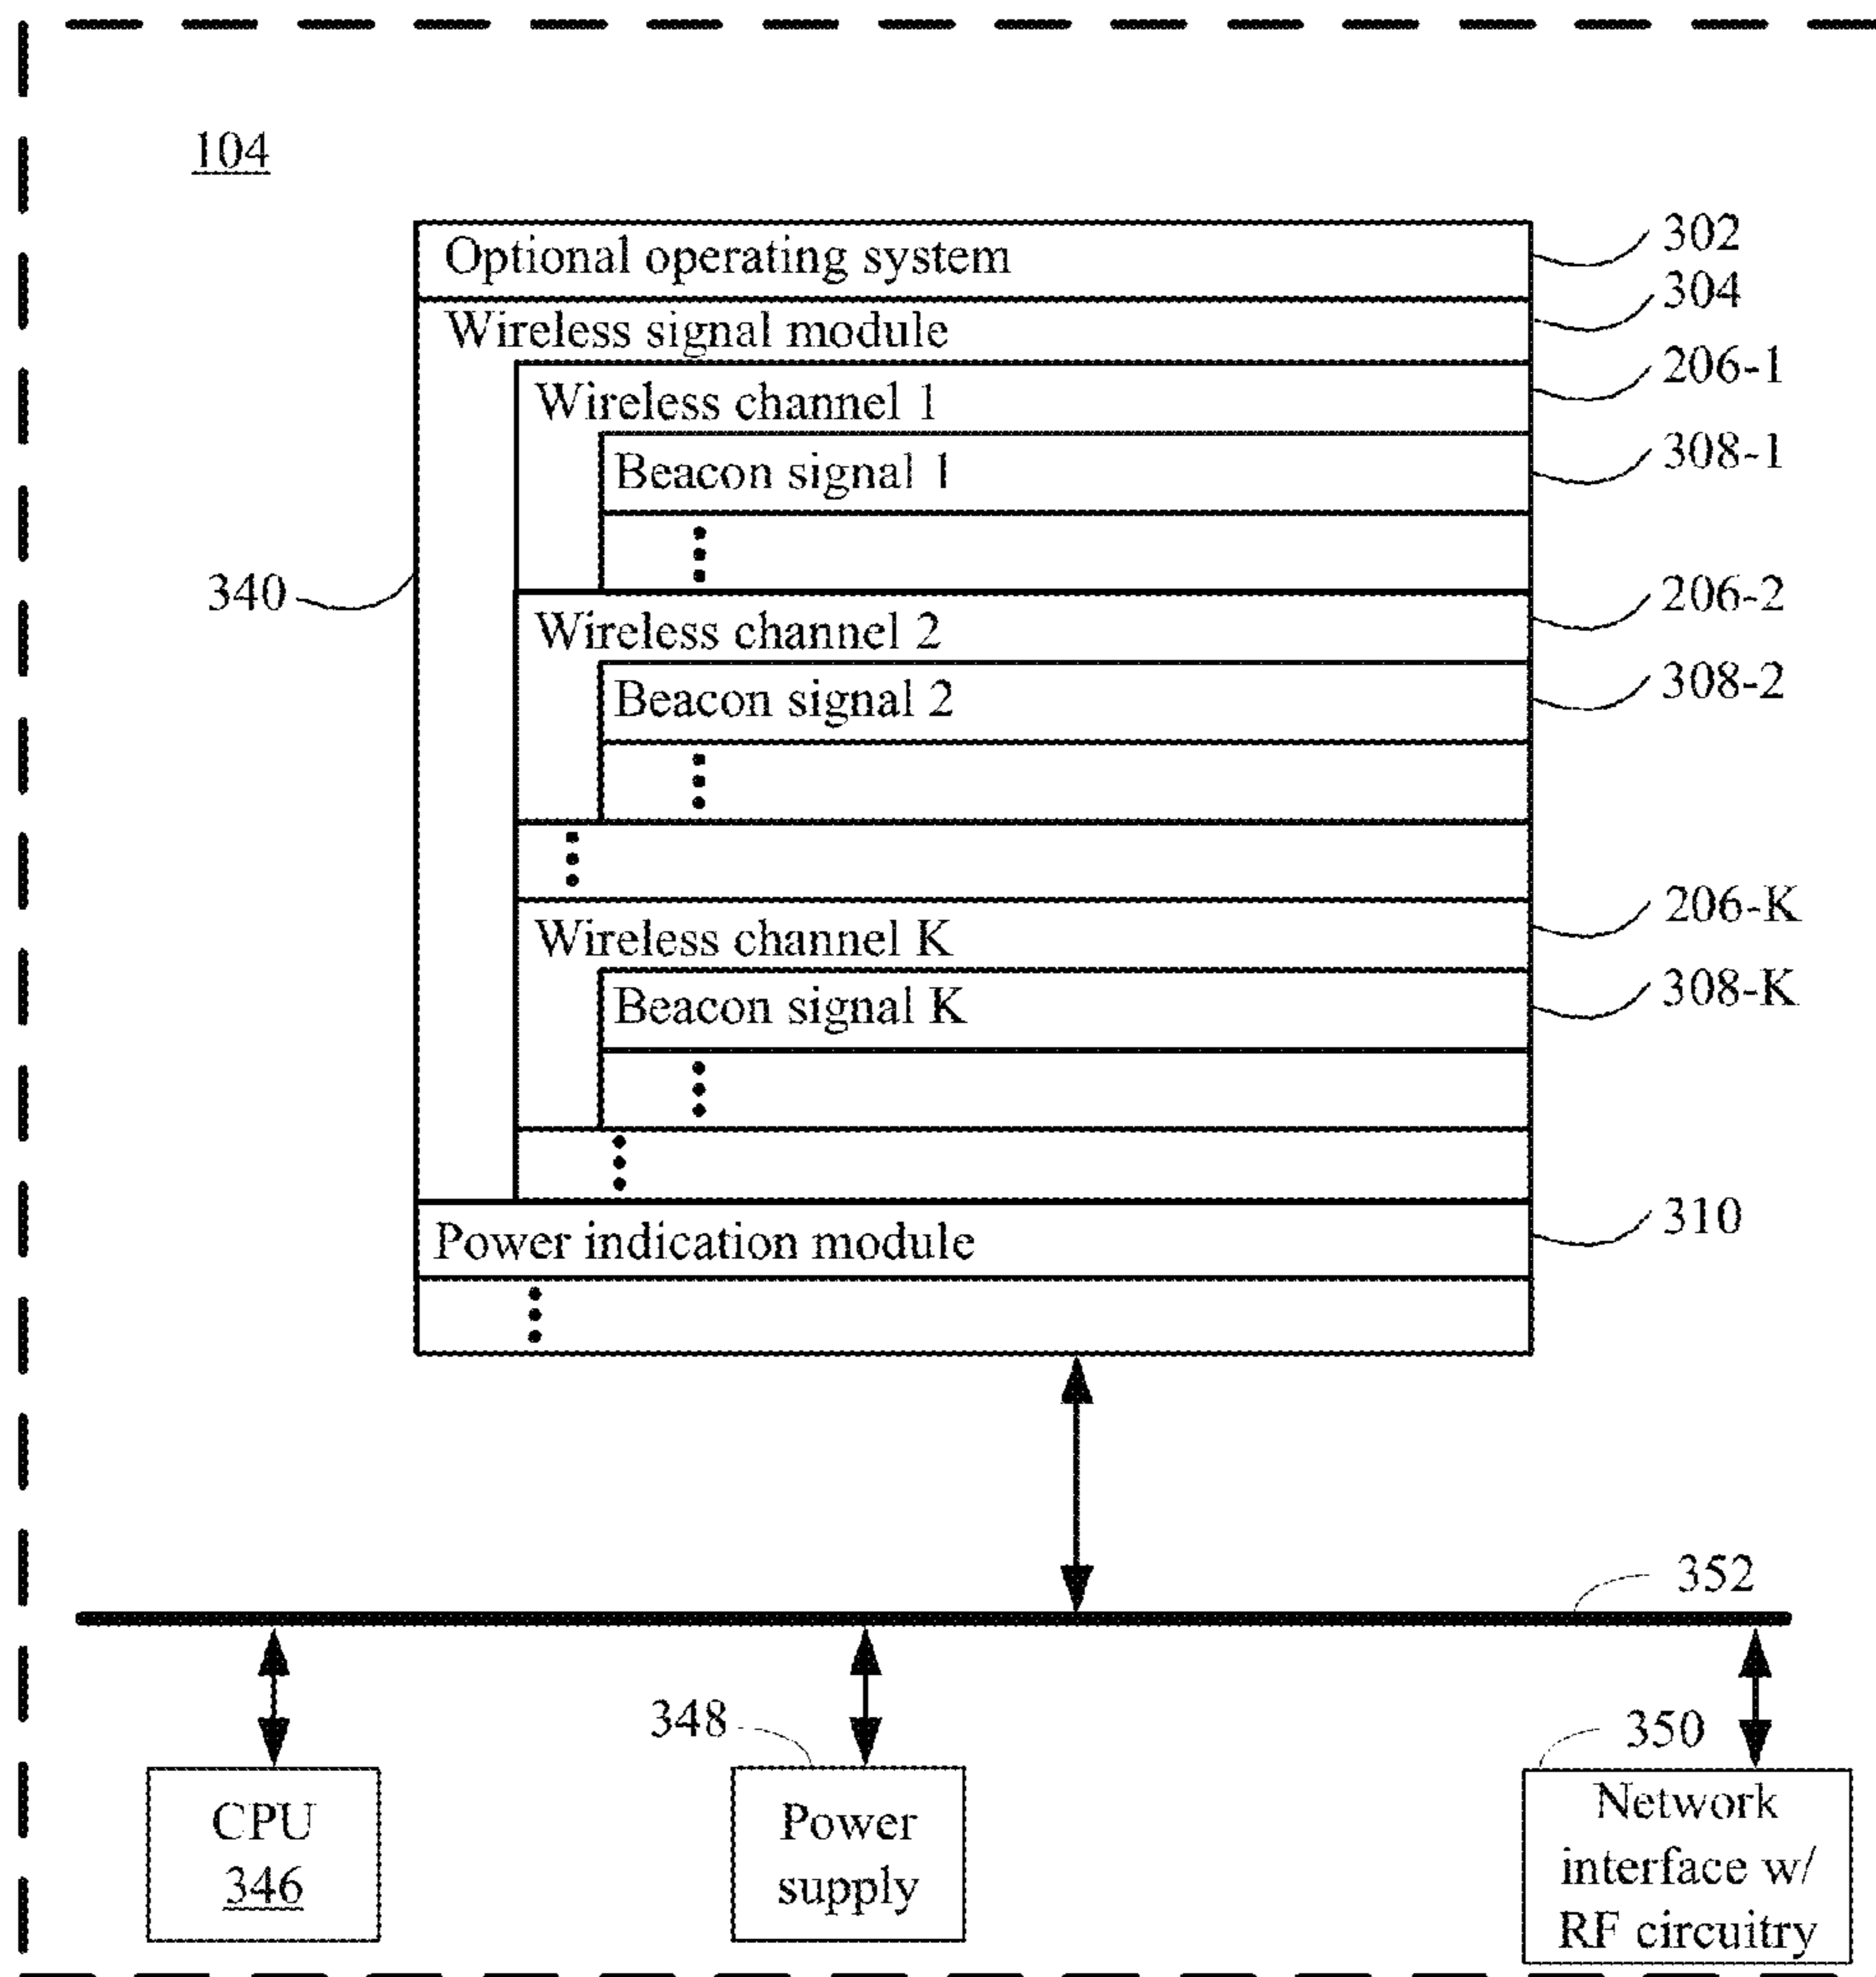 104
Optional operating system
302
Wireless signal module
304
Wireless channel 1
206-1
Beacon signal 1
308-1
340
Wireless channel 2
206-2
Beacon signal 2
308-2
Wireless channel K
206-K
Beacon signal K
308-K
Power indication module
310
352
348
350
CPU
346
Power
supply
Network
interface w/
RF circuitry